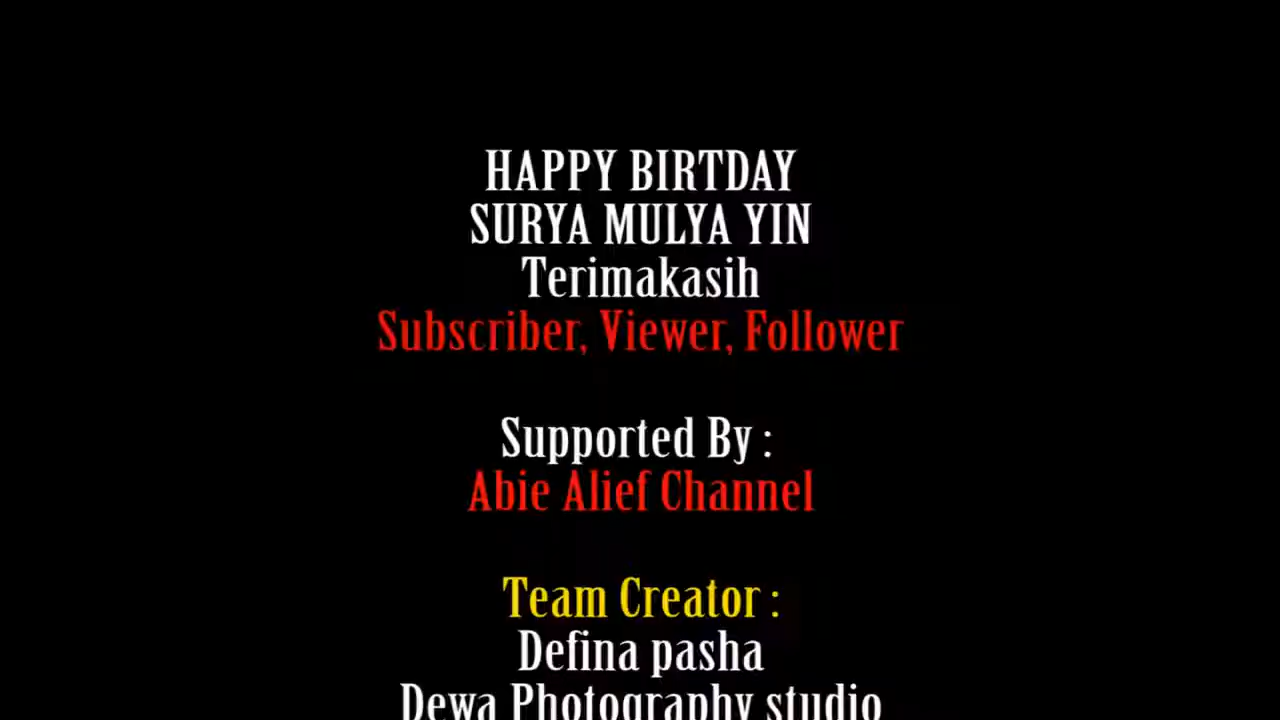 HAPPY BIRTDAY
SURYA MULYA YIN
Terimakasih
Subscriber, Viewer, Follower
Supported By :
Abie Alief Channel
Team Creator :
Defina pasha
Dewa Photography studio